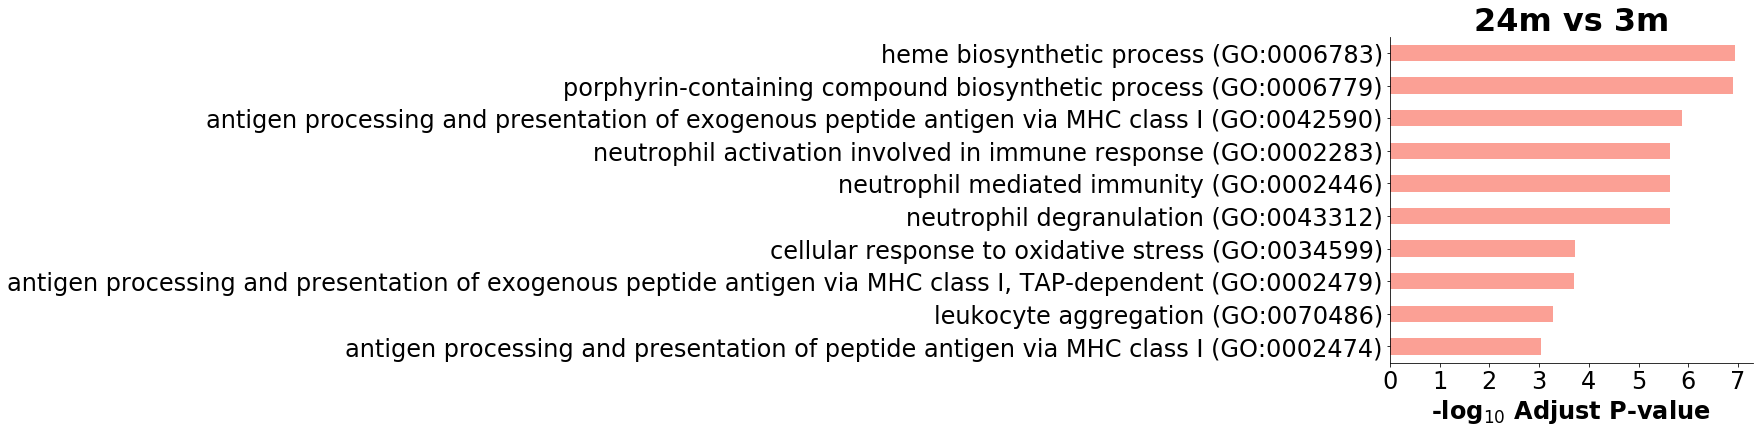 24m vs 3m
heme biosynthetic process (GO:0006783)
porphyrin-containing compound biosynthetic process (GO:0006779)
antigen processing and presentation of exogenous peptide antigen via MHC class I (GO:0042590)
neutrophil activation involved in immune response (GO:0002283)
neutrophil mediated immunity (GO:0002446)
neutrophil degranulation (GO:0043312)
cellular response to oxidative stress (GO:0034599)
antigen processing and presentation of exogenous peptide antigen via MHC class I, TAP-dependent (GO:0002479)
leukocyte aggregation (GO:0070486)
antigen processing and presentation of peptide antigen via MHC class I (GO:0002474)
0 1 2 3 4 5 6 7
-log₁₀ Adjust P-value